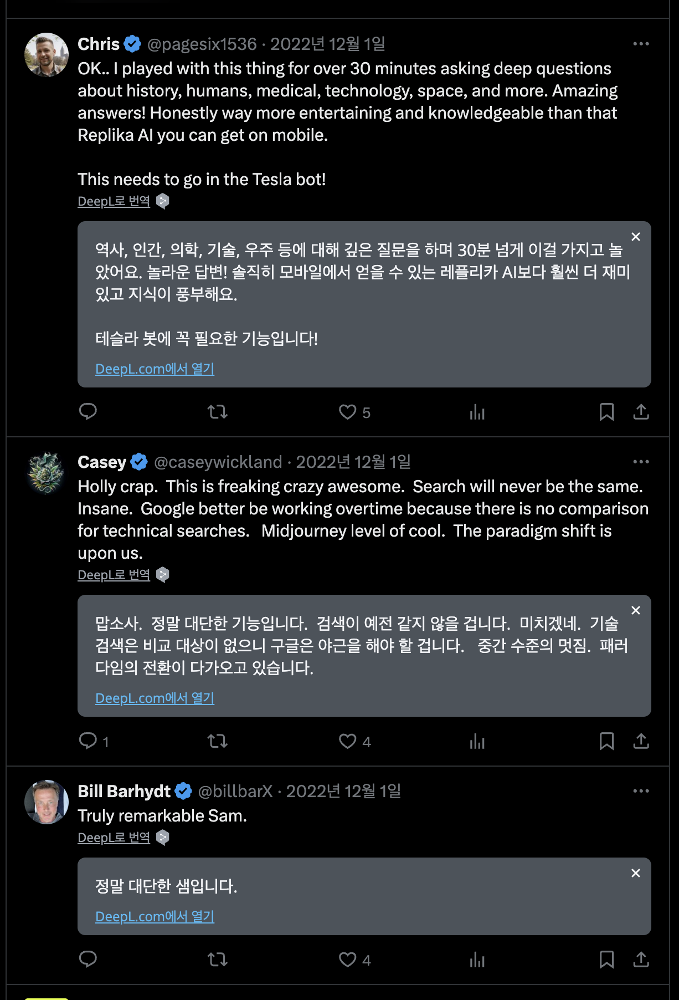 Chris @pagesix1536 · 2022년 12월 1일
OK.. I played with this thing for over 30 minutes asking deep questions
about history, humans, medical, technology, space, and more. Amazing
answers! Honestly way more entertaining and knowledgeable than that
Replika AI you can get on mobile.
This needs to go in the Tesla bot!
DeepL로 번역
역사, 인간, 의학, 기술, 우주 등에 대해 깊은 질문을 하며 30분 넘게 이걸 가지고 놀
았어요. 놀라운 답변! 솔직히 모바일에서 얻을 수 있는 레플리카 AI보다 훨씬 더 재미
있고 지식이 풍부해요.
테슬라 봇에 꼭 필요한 기능입니다!
DeepL.com에서 열기
5
Casey @caseywickland · 2022년 12월 1일
Holly crap.  This is freaking crazy awesome.  Search will never be the same.
Insane.  Google better be working overtime because there is no comparison
for technical searches.   Midjourney level of cool.  The paradigm shift is
upon us.
DeepL로 번역
맙소사.  정말 대단한 기능입니다.  검색이 예전 같지 않을 겁니다.  미치겠네.  기술
검색은 비교 대상이 없으니 구글은 야근을 해야 할 겁니다.   중간 수준의 멋짐.  패러
다임의 전환이 다가오고 있습니다.
DeepL.com에서 열기
1 4
Bill Barhydt @billbarX · 2022년 12월 1일
Truly remarkable Sam.
DeepL로 번역
정말 대단한 샘입니다.
DeepL.com에서 열기
4